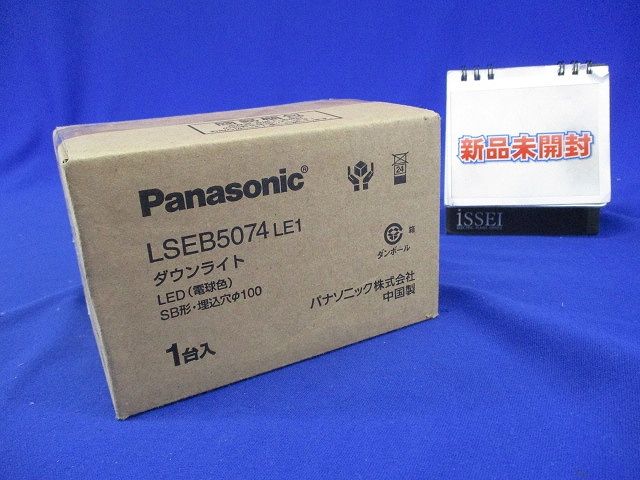 Panasonic®
LSEB5074 LE1
ダウンライト
LED(電球色)
SB形・埋込穴φ100
1台入
24
箱
ダンボール
パナソニック株式会社
中国製
新品未開封
iSSEI